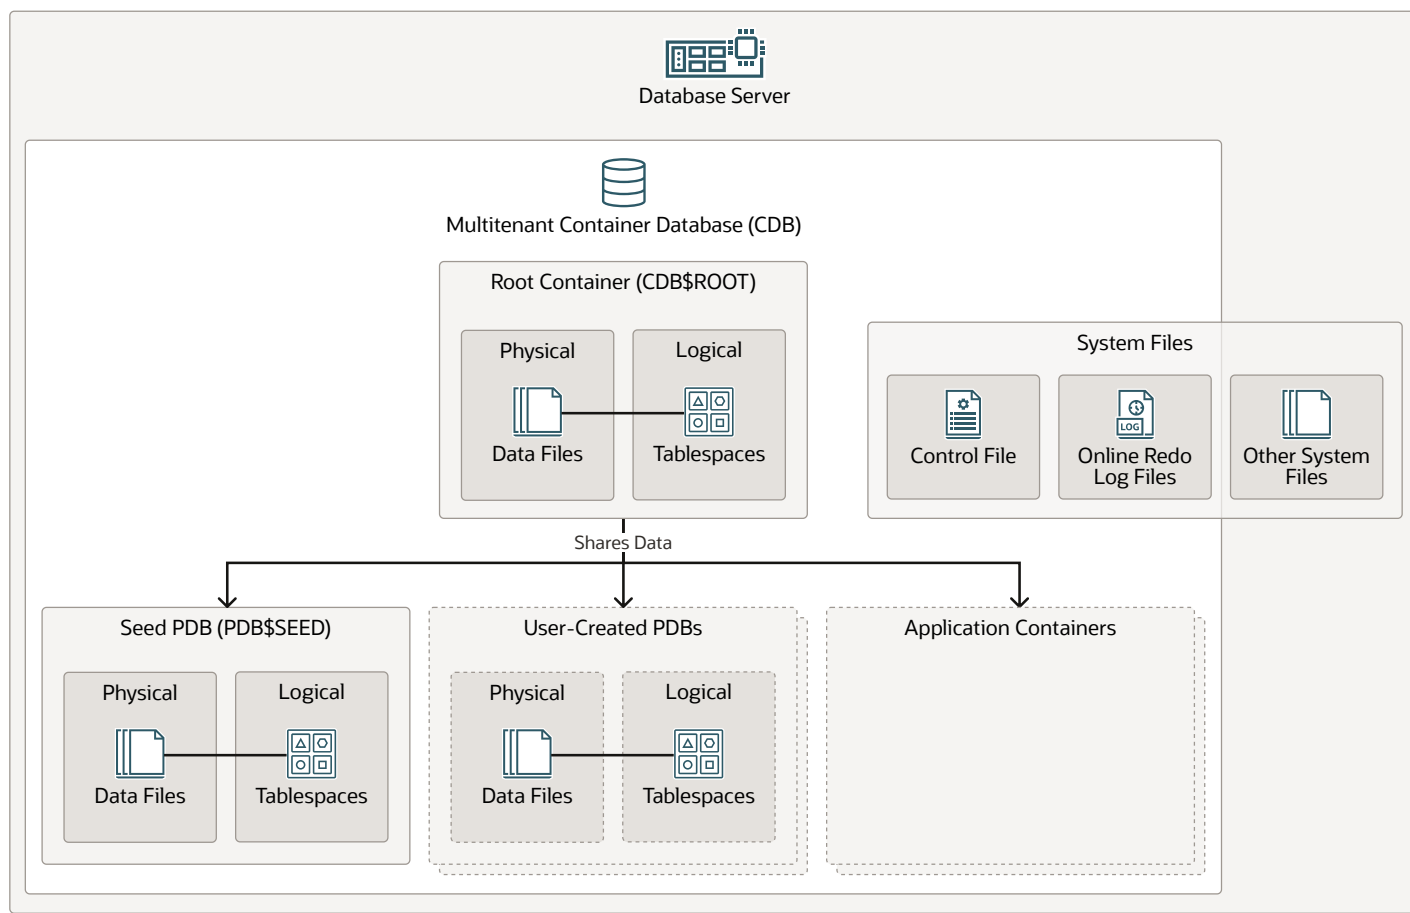 Database Server
Multitenant Container Database (CDB)
Root Container (CDB$ROOT)
Physical
Logical
Data Files
Tablespaces
System Files
Control File
LOG
Online Redo
Log Files
Other System
Files
Shares Data
Seed PDB (PDB$SEED)
Physical
Logical
Data Files
Tablespaces
User-Created PDBs
Physical
Logical
Data Files
Tablespaces
Application Containers